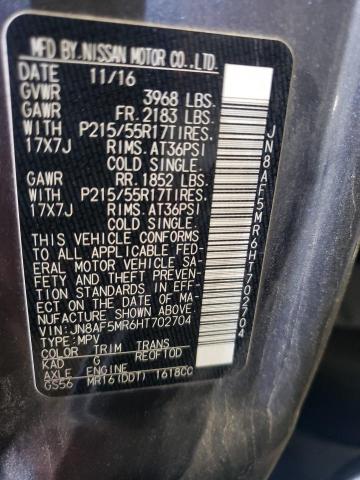 MFD BY NISSAN MOTOR CO.,LTD.
DATE 11/16
GVWR 3968 LBS.
GAWR FR. 2183 LBS.
WITH P215/55R17TIRES.
17X7J RIMS. AT36PSI
COLD SINGLE.
GAWR RR. 1852 LBS.
WITH P215/55R17TIRES.
17X7J RIMS. AT36PSI
COLD SINGLE.
THIS VEHICLE CONFORMS
TO ALL APPLICABLE FED-
ERAL MOTOR VEHICLE SA-
FETY AND THEFT PREVEN-
TION STANDARDS IN EFF-
ECT ON THE DATE OF MAN-
UFACTURE SHOWN ABOVE.
VIN:JN8AF5MR6HT702704
TYPE:MPV
COLOR TRIM TRANS
KAD G RE0FT0D
AXLE ENGINE
GS56 MR16(DDT) 1618CC
JN8AF5MR6HT702704